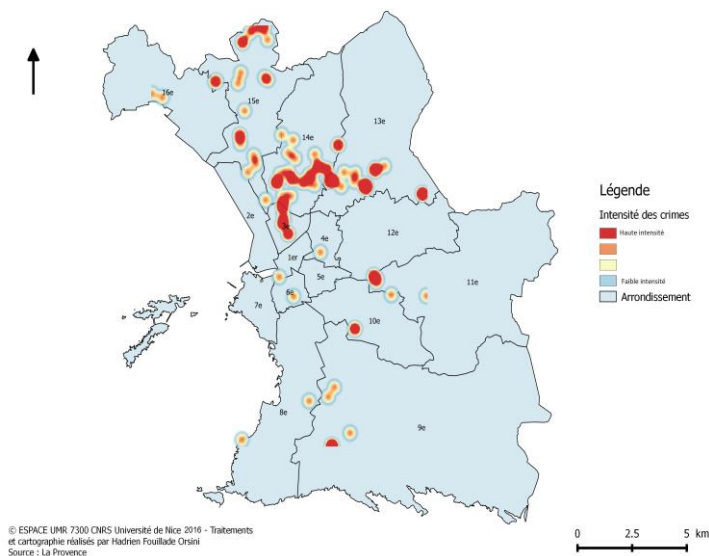 15e
16e
14e
13e
2e
3e
4e
12e
1er
5e
11e
7e
6e
10e
8e
9e
Légende
Intensité des crimes
Haute intensité
Faible intensité
Arrondissement
© ESPACE UMR 7300 CNRS Université de Nice 2016 - Traitements
et cartographie réalisés par Hadrien Fouillade Orsini
Source : La Provence
0 2.5 5 km